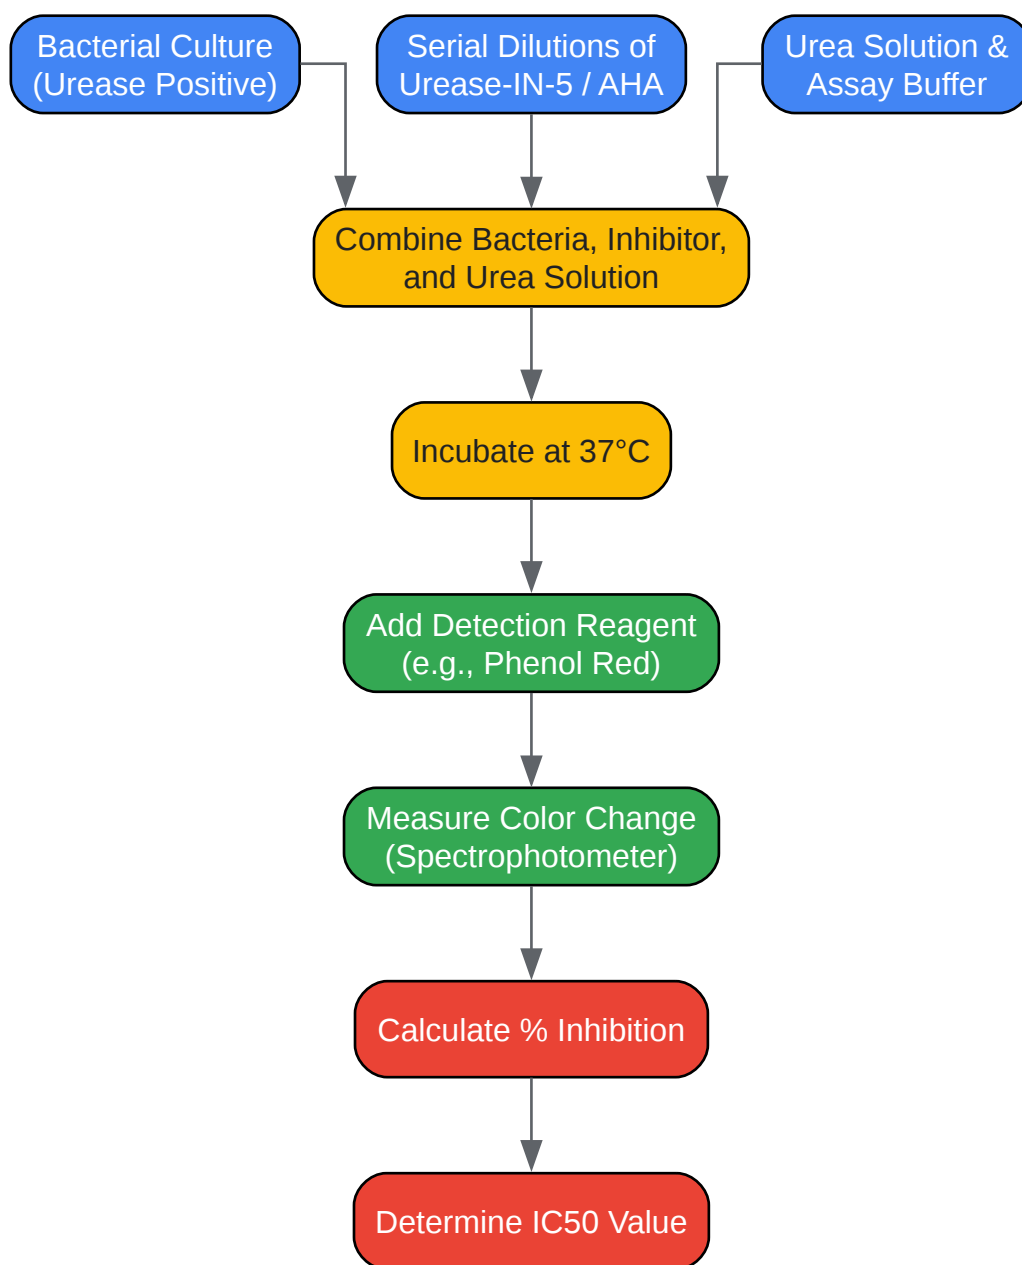 Bacterial Culture
(Urease Positive)
Serial Dilutions of
Urease-IN-5 / AHA
Urea Solution &
Assay Buffer
Combine Bacteria, Inhibitor,
and Urea Solution
Incubate at 37°C
Add Detection Reagent
(e.g., Phenol Red)
Measure Color Change
(Spectrophotometer)
Calculate % Inhibition
Determine IC50 Value